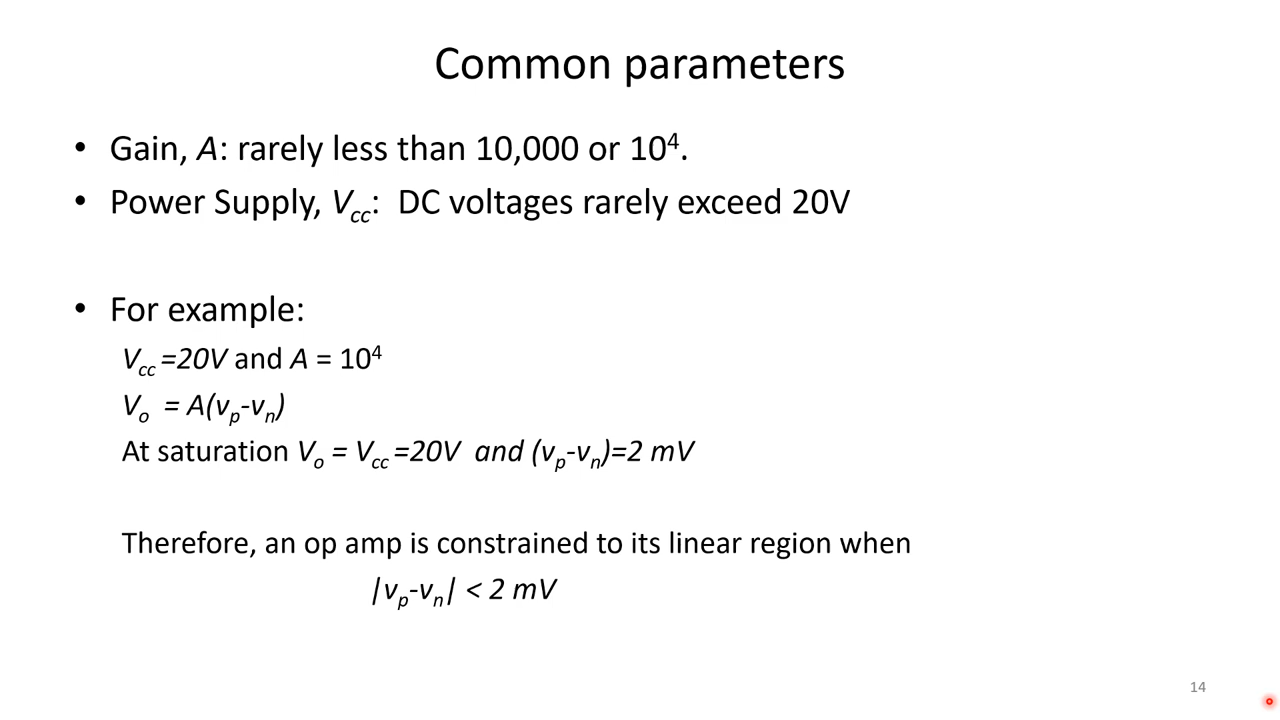 Common parameters
• Gain, A: rarely less than 10,000 or 10⁴.
• Power Supply, Vcc: DC voltages rarely exceed 20V
• For example:
Vcc =20V and A = 10⁴
Vo = A(vp-vn)
At saturation Vo = Vcc =20V and (vp-vn)=2 mV
Therefore, an op amp is constrained to its linear region when
|vp-vn| < 2 mV
14